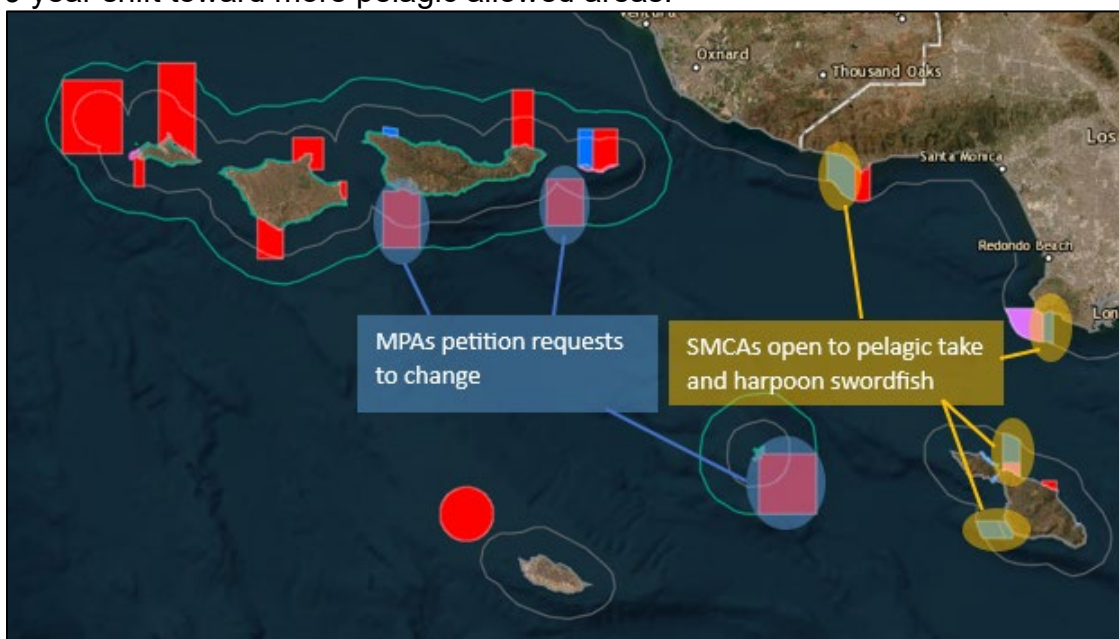 5-year shift toward more pelagic allowed areas.
Ventura
Oxnard
Thousand Oaks
Los
Santa Monica
Redondo Beach
Lon
MPAs petition requests
to change
SMCAs open to pelagic take
and harpoon swordfish